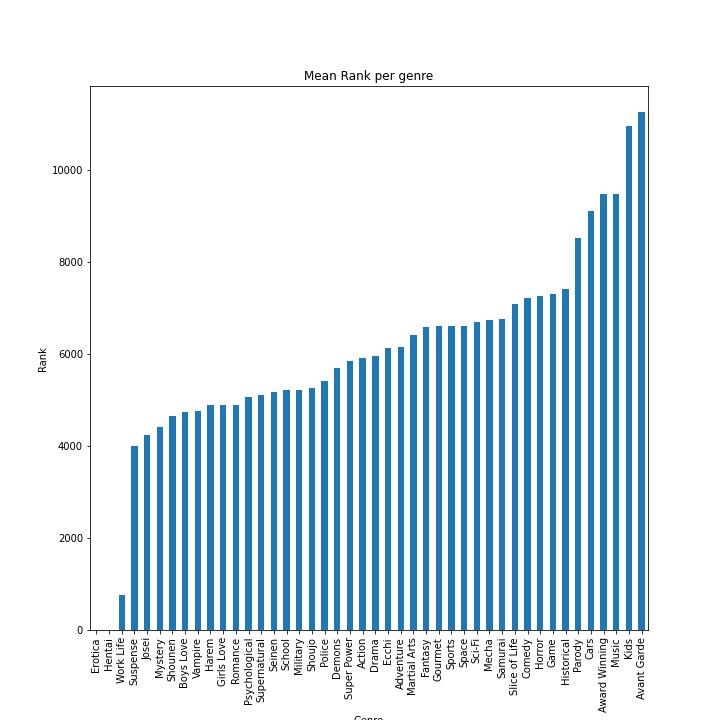 Mean Rank per genre
10000
8000
6000
4000
2000
0
Rank
Erotica
Hentai
Work Life
Suspense
Josei
Mystery
Shounen
Boys Love
Vampire
Harem
Girls Love
Romance
Psychological
Supernatural
Seinen
School
Military
Shoujo
Police
Demons
Super Power
Action
Drama
Ecchi
Adventure
Martial Arts
Fantasy
Gourmet
Sports
Space
Sci-Fi
Mecha
Samurai
Slice of Life
Comedy
Horror
Game
Historical
Parody
Cars
Award Winning
Music
Kids
Avant Garde
Genre